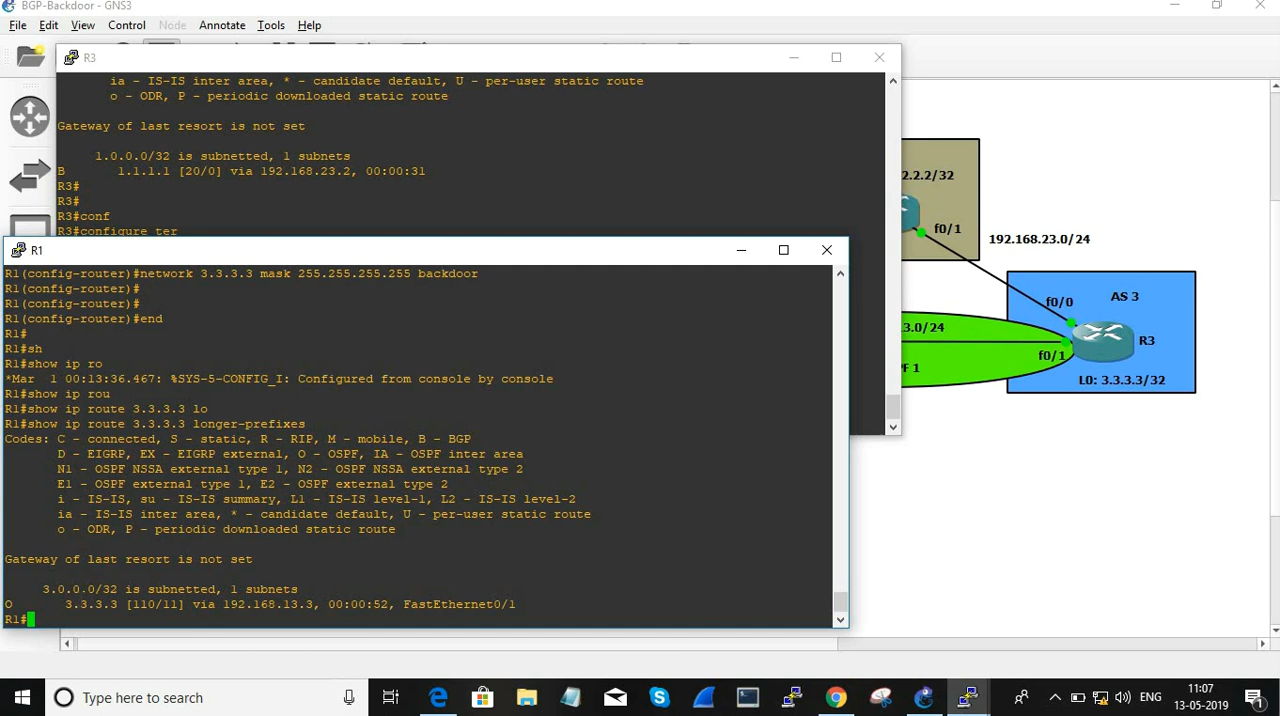 BGP-Backdoor - GNS3
File Edit View Control Node Annotate Tools Help
R3
ia - IS-IS inter area, * - candidate default, U - per-user static route
o - ODR, P - periodic downloaded static route
Gateway of last resort is not set
1.0.0.0/32 is subnetted, 1 subnets
B 1.1.1.1 [20/0] via 192.168.23.2, 00:00:31
R3#
R3#
R3#conf
R3#configure ter
R1
R1(config-router)#network 3.3.3.3 mask 255.255.255.255 backdoor
R1(config-router)#
R1(config-router)#
R1(config-router)#end
R1#
R1#sh
R1#show ip ro
*Mar 1 00:13:36.467: %SYS-5-CONFIG_I: Configured from console by console
R1#show ip rou
R1#show ip route 3.3.3.3 lo
R1#show ip route 3.3.3.3 longer-prefixes
Codes: C - connected, S - static, R - RIP, M - mobile, B - BGP
D - EIGRP, EX - EIGRP external, O - OSPF, IA - OSPF inter area
N1 - OSPF NSSA external type 1, N2 - OSPF NSSA external type 2
E1 - OSPF external type 1, E2 - OSPF external type 2
i - IS-IS, su - IS-IS summary, L1 - IS-IS level-1, L2 - IS-IS level-2
ia - IS-IS inter area, * - candidate default, U - per-user static route
o - ODR, P - periodic downloaded static route
Gateway of last resort is not set
3.0.0.0/32 is subnetted, 1 subnets
O 3.3.3.3 [110/11] via 192.168.13.3, 00:00:52, FastEthernet0/1
R1#
2.2.2/32
f0/1
192.168.23.0/24
AS 3
f0/0
3.0/24
R3
f0/1
PF 1
L0: 3.3.3.3/32
Type here to search
ENG
11:07
13-05-2019
1